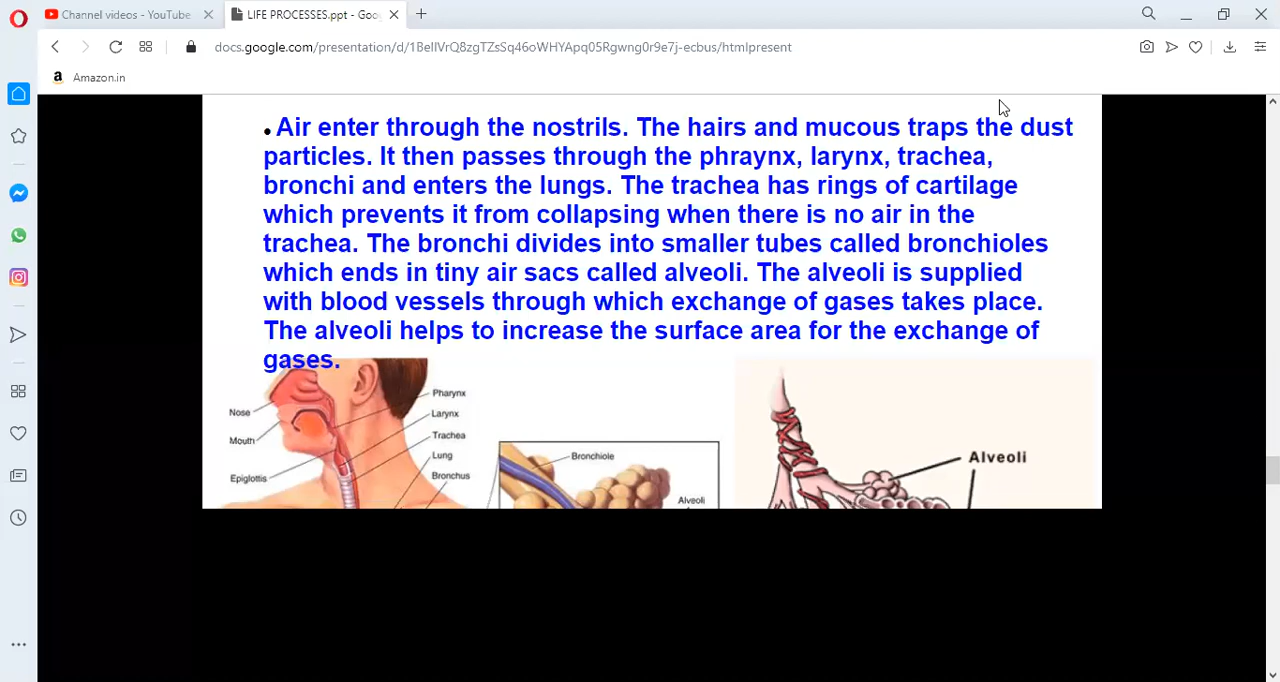 Channel videos - YouTube
LIFE PROCESSES.ppt - Goo
docs.google.com/presentation/d/1BelIVrQ8zgTZsSq46oWHYApq05Rgwng0r9e7j-ecbus/htmlpresent
a Amazon.in
• Air enter through the nostrils. The hairs and mucous traps the dust
particles. It then passes through the phraynx, larynx, trachea,
bronchi and enters the lungs. The trachea has rings of cartilage
which prevents it from collapsing when there is no air in the
trachea. The bronchi divides into smaller tubes called bronchioles
which ends in tiny air sacs called alveoli. The alveoli is supplied
with blood vessels through which exchange of gases takes place.
The alveoli helps to increase the surface area for the exchange of
gases.
Nose
Mouth
Epiglottis
Pharynx
Larynx
Trachea
Lung
Bronchus
Bronchiole
Alveoli
Alveoli